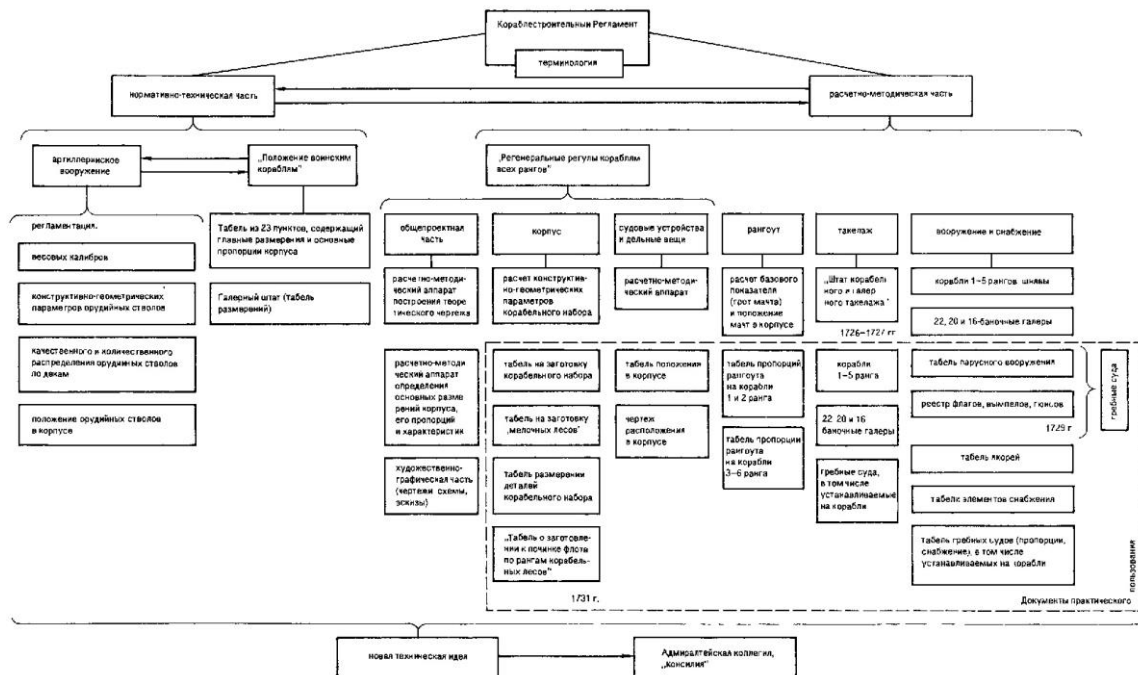 Кораблестроительный Регламент
терминология
нормативно-техническая часть
расчетно-методическая часть
артиллерийское
вооружение
„Положение воинским
кораблям"
„Регенеральные регулы кораблям
всех рангов"
регламентация.
весовых калибров
конструктивно-геометрических
параметров орудийных стволов
качественного и количественного
распределения орудийных стволов
по декам
положение орудийных стволов
в корпусе
Табель из 23 пунктов, содержащий
главные размерения и основные
пропорции корпуса
Галерный штат (табель
размерений)
общепроектная
часть
расчетно-методи
ческий аппарат
построения теоре
тического чертежа
расчетно-методи
ческий аппарат
определения
основных разме
рений корпуса,
его пропорций
и характеристик
художественно-
графическая часть
(чертежи схемы,
эскизы)
корпус
расчет конструктив-
но-геометрических
параметров
корабельного набора
табель на заготовку
корабельного набора
табель на заготовку
„мелочных лесов"
табель размерении
деталей
корабельного набора
„Табель о заготовлении
к починке флота
по рангам корабель-
ных лесов"
1731 г.
судовые устройства
и дельные вещи
расчетно-методи-
ческий аппарат
табель положения
в корпусе
чертеж
расположения
в корпусе
рангоут
расчет базового
показателя
(грот мачта)
и положение
мачт в корпусе
табель пропорций
рангоута
на корабли
1 и 2 ранга
табель пропорции
рангоута
на корабли
3–6 ранга
такелаж
„Штат корабель
ного и галер
ного такелажа"
1726–1727 гг
корабли
1–5 ранга
22, 20 и 16
баночные галеры
гребные суда,
в том числе
устанавливаемые
на корабли
вооружение и снабжение
корабли 1–5 рангов, шнявы
22, 20 и 16-баночные галеры
табель парусного вооружения
реестр флагов, вымпелов, гюйсов
1729 г
табель якорей
табели элементов снабжения
табель гребных судов (пропорции,
снабжение), в том числе
устанавливаемых на корабли
гребные суда
Документы практического
пользования
новая техническая идея
Адмиралтейская коллегия,
„Консилия"